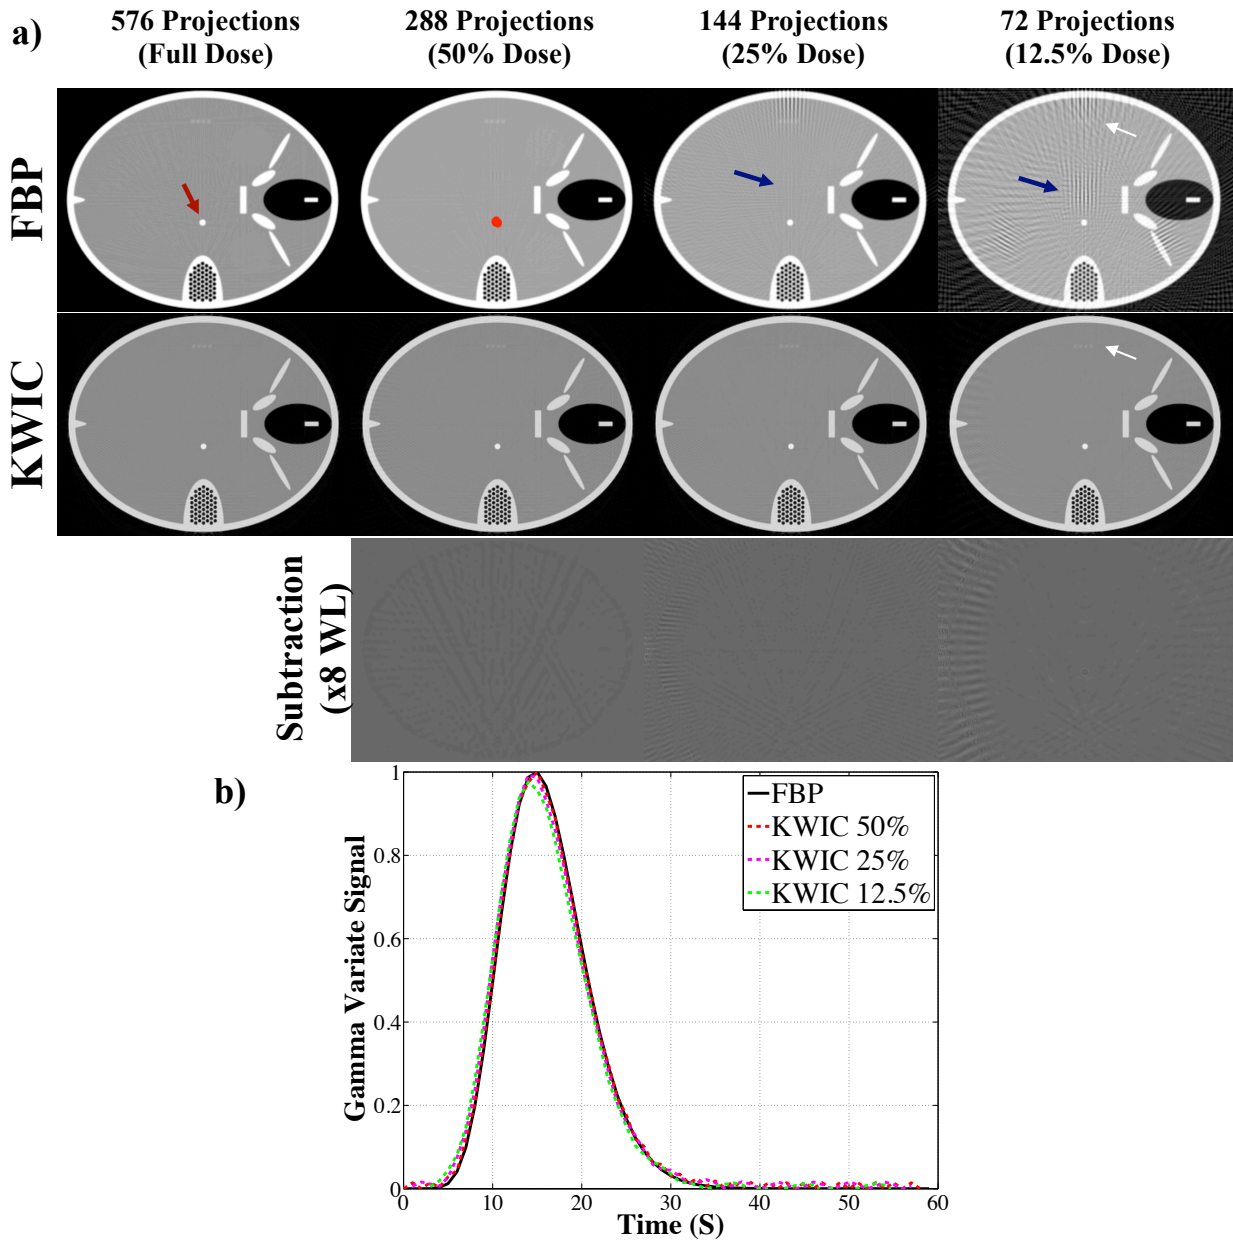 a)
576 Projections
(Full Dose)
288 Projections
(50% Dose)
144 Projections
(25% Dose)
72 Projections
(12.5% Dose)
FBP
KWIC
Subtraction
(x8 WL)
b)
Gamma Variate Signal
1
0.8
0.6
0.4
0.2
0
FBP
KWIC 50%
KWIC 25%
KWIC 12.5%
0 10 20 30 40 50 60
Time (S)